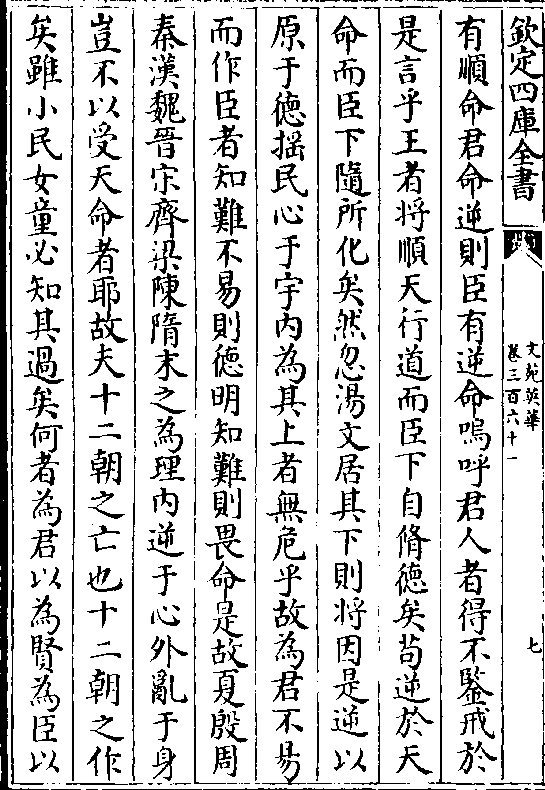 欽定四庫全書
文苑英華
卷三百六十一
七
有順命君命逆則臣有逆命嗚呼君人者得不鑒戒於
是言乎王者將順天行道而臣下自脩德矣苟逆於天
命而臣下隨所化矣然忽湯文居其下則將因是逆以
原于德揺民心于宇内為其上者無危乎故為君不易
而作臣者知難不易則德明知難則畏命是故夏殷周
秦漢魏晉宋齊梁陳隋末之為理内逆于心外亂于身
豈不以受天命者耶故夫十二朝之亡也十二朝之作
矣雖小民女童必知其過矣何者為君以為賢為臣以